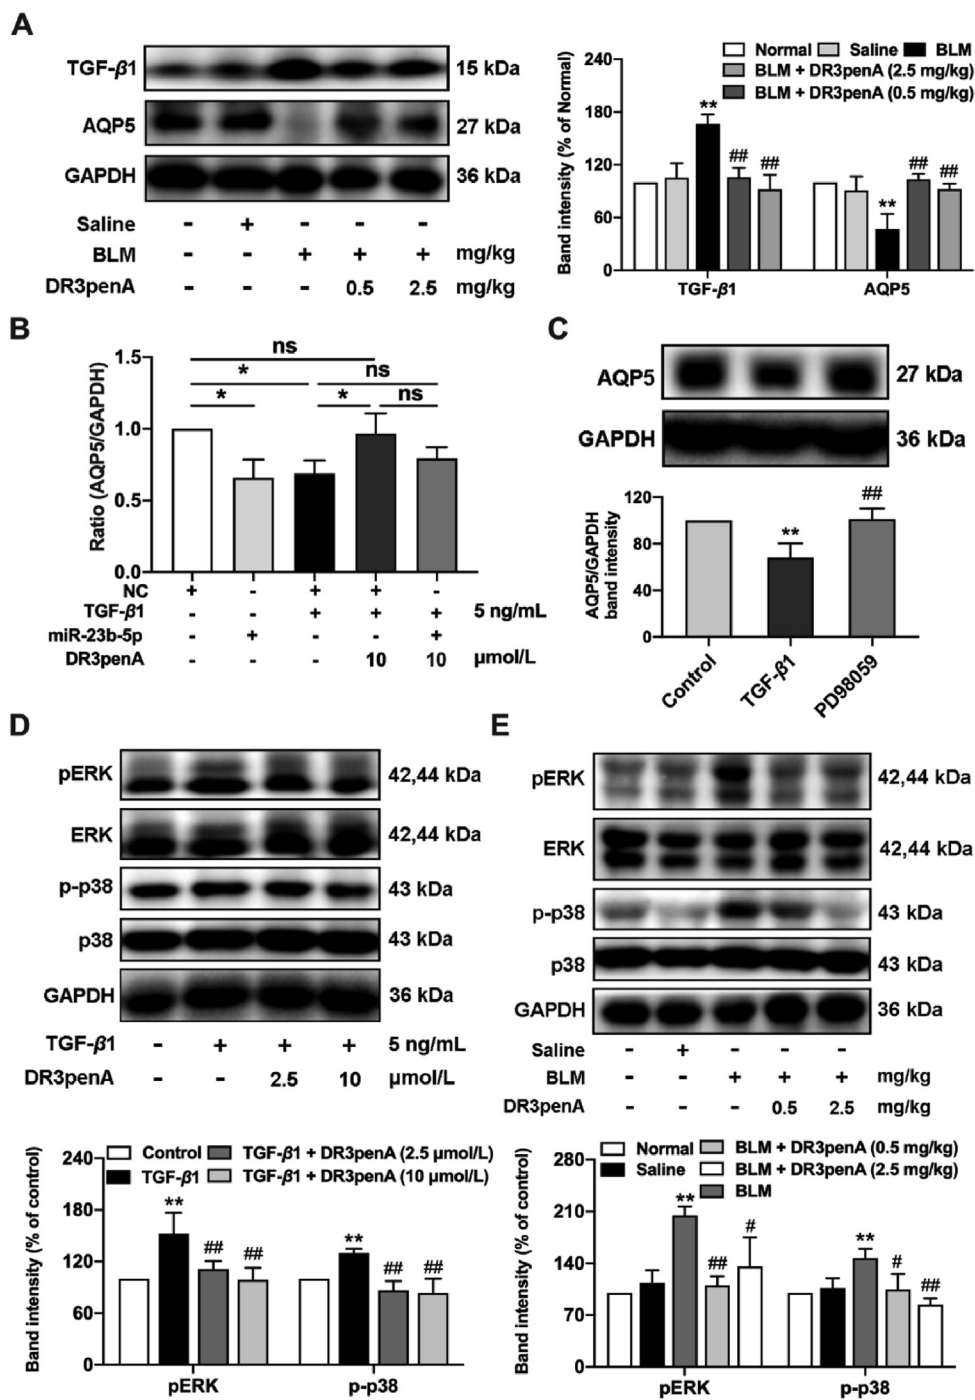 A
TGF-β1
15 kDa
AQP5
27 kDa
GAPDH
36 kDa
Saline - + - - -
BLM - - + + + mg/kg
DR3penA - - - 0.5 2.5 mg/kg
Normal Saline BLM
BLM + DR3penA (2.5 mg/kg)
BLM + DR3penA (0.5 mg/kg)
Band intensity (% of Normal)
240
180
120
60
0
** ## ## ** ## ##
TGF-β1 AQP5
B
Ratio (AQP5/GAPDH)
1.5
1.0
0.5
0.0
ns
* ns
* * ns
NC + - + + -
TGF-β1 - - + + + 5 ng/mL
miR-23b-5p - + - - +
DR3penA - - - 10 10 μmol/L
C
AQP5
27 kDa
GAPDH
36 kDa
AQP5/GAPDH
band intensity
120
80
40
0
** ##
Control TGF-β1 PD98059
D
pERK
42,44 kDa
ERK
42,44 kDa
p-p38
43 kDa
p38
43 kDa
GAPDH
36 kDa
TGF-β1 - + + + 5 ng/mL
DR3penA - - 2.5 10 μmol/L
Control TGF-β1 + DR3penA (2.5 μmol/L)
TGF-β1 TGF-β1 + DR3penA (10 μmol/L)
Band intensity (% of control)
240
180
120
60
0
** ## ## ** ## ##
pERK p-p38
E
pERK
42,44 kDa
ERK
42,44 kDa
p-p38
43 kDa
p38
43 kDa
GAPDH
36 kDa
Saline - + - - -
BLM - - + + + mg/kg
DR3penA - - - 0.5 2.5 mg/kg
Normal BLM + DR3penA (0.5 mg/kg)
Saline BLM + DR3penA (2.5 mg/kg)
BLM
Band intensity (% of control)
280
210
140
70
0
** ## # ** # ##
pERK p-p38